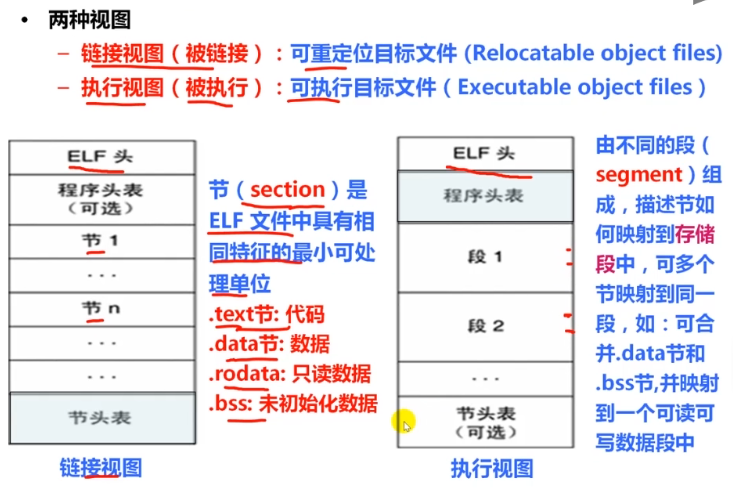 • 两种视图
– 链接视图（被链接）：可重定位目标文件 (Relocatable object files)
– 执行视图（被执行）：可执行目标文件（Executable object files）
ELF 头
程序头表
（可选）
节 1
...
节 n
...
...
节头表
链接视图
节（section）是
ELF 文件中具有相
同特征的最小可处
理单位
.text节: 代码
.data节: 数据
.rodata: 只读数据
.bss: 未初始化数据
ELF 头
程序头表
段 1
段 2
...
节头表
（可选）
执行视图
由不同的段（
segment）组
成，描述节如
何映射到存储
段中，可多个
节映射到同一
段，如：可合
并.data节和
.bss节,并映射
到一个可读可
写数据段中